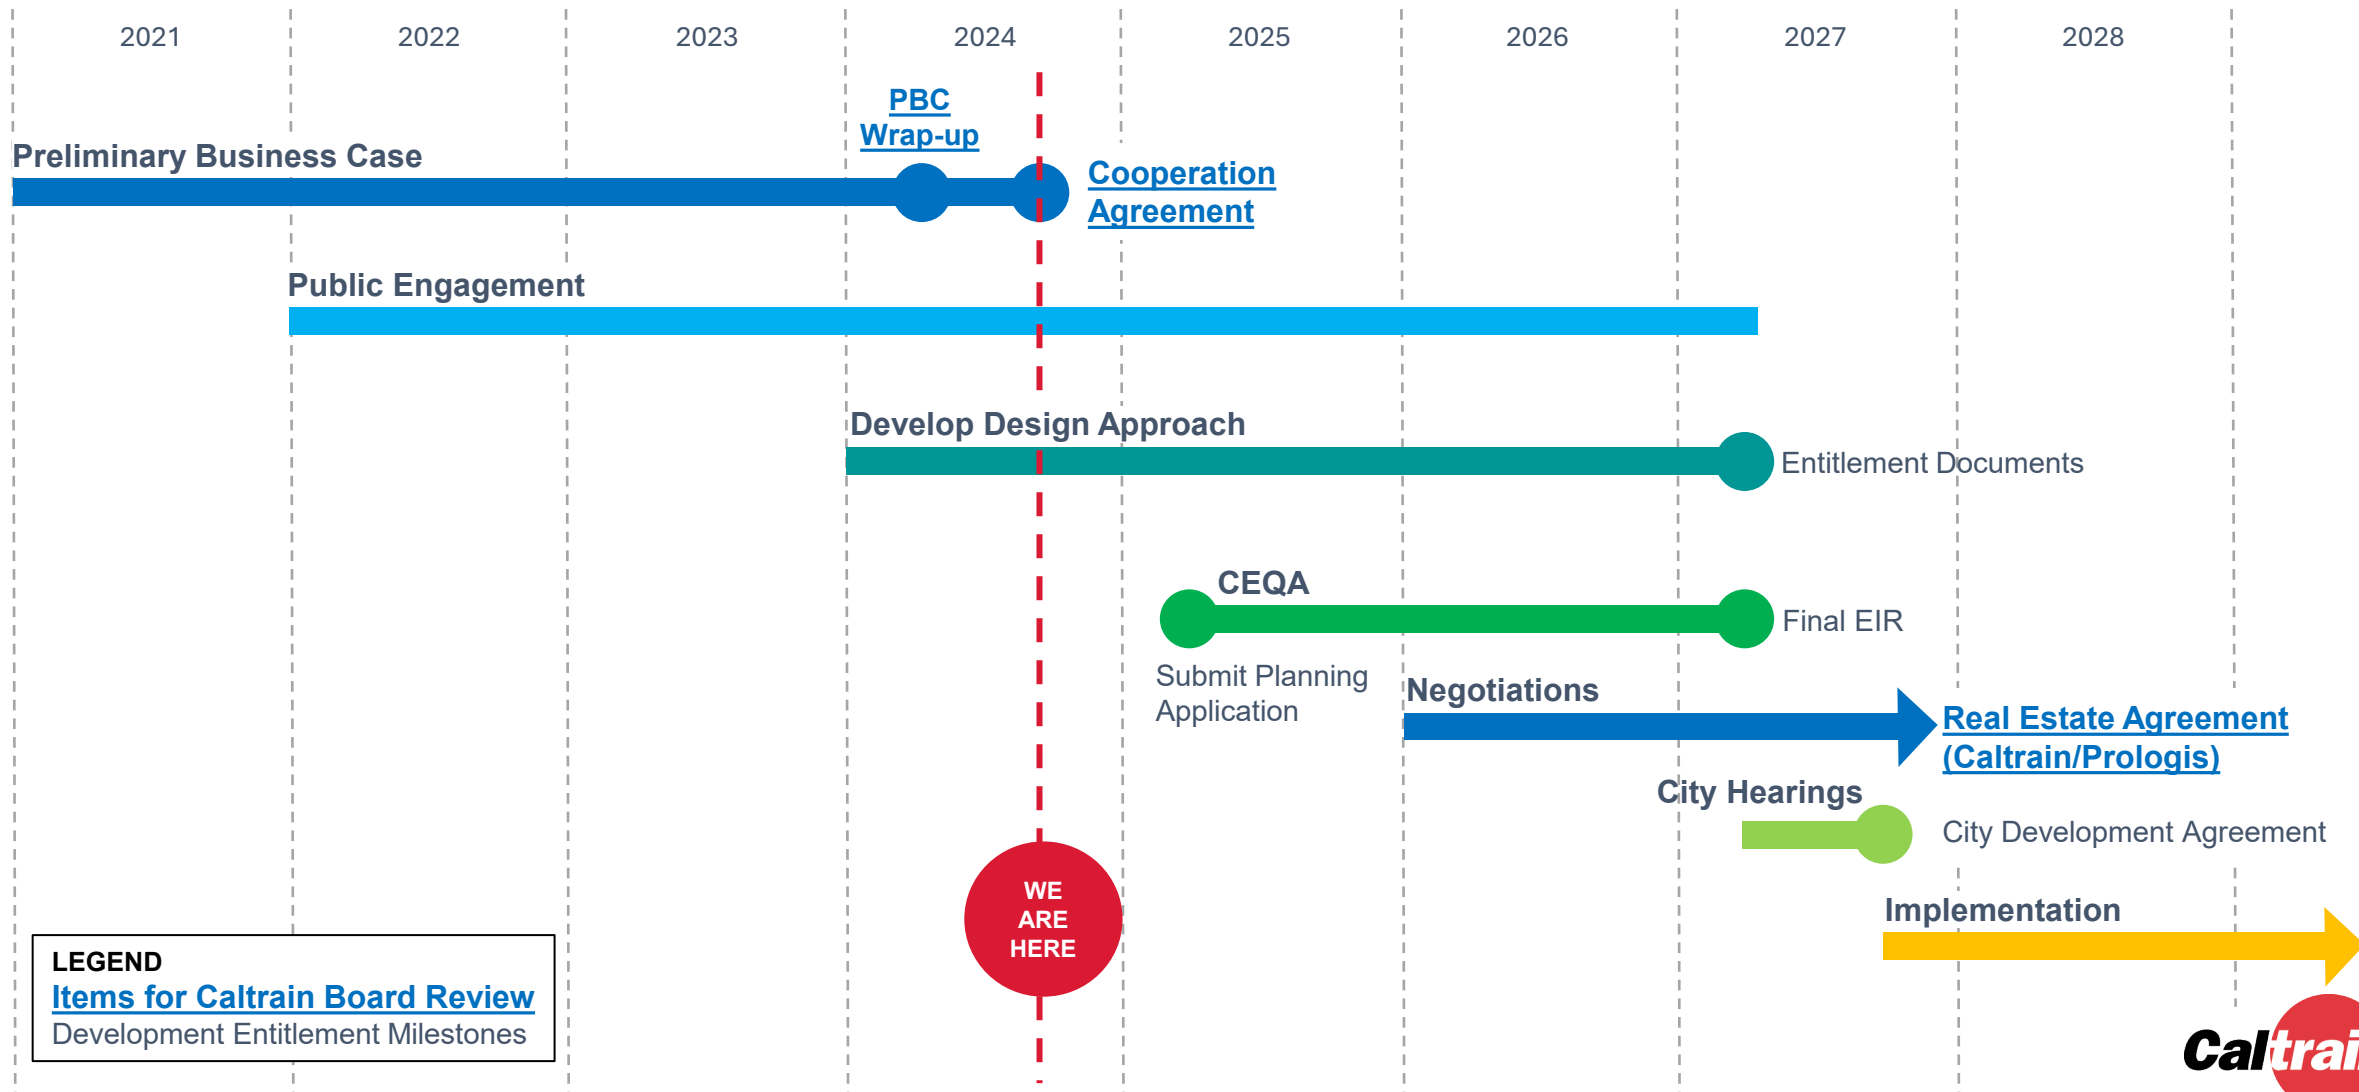 2021 2022 2023 2024 2025 2026 2027 2028
PBC
Wrap-up
Preliminary Business Case
Cooperation
Agreement
Public Engagement
Develop Design Approach
Entitlement Documents
CEQA
Final EIR
Submit Planning
Application
Negotiations
Real Estate Agreement
(Caltrain/Prologis)
City Hearings
City Development Agreement
WE
ARE
HERE
Implementation
LEGEND
Items for Caltrain Board Review
Development Entitlement Milestones
Caltrai